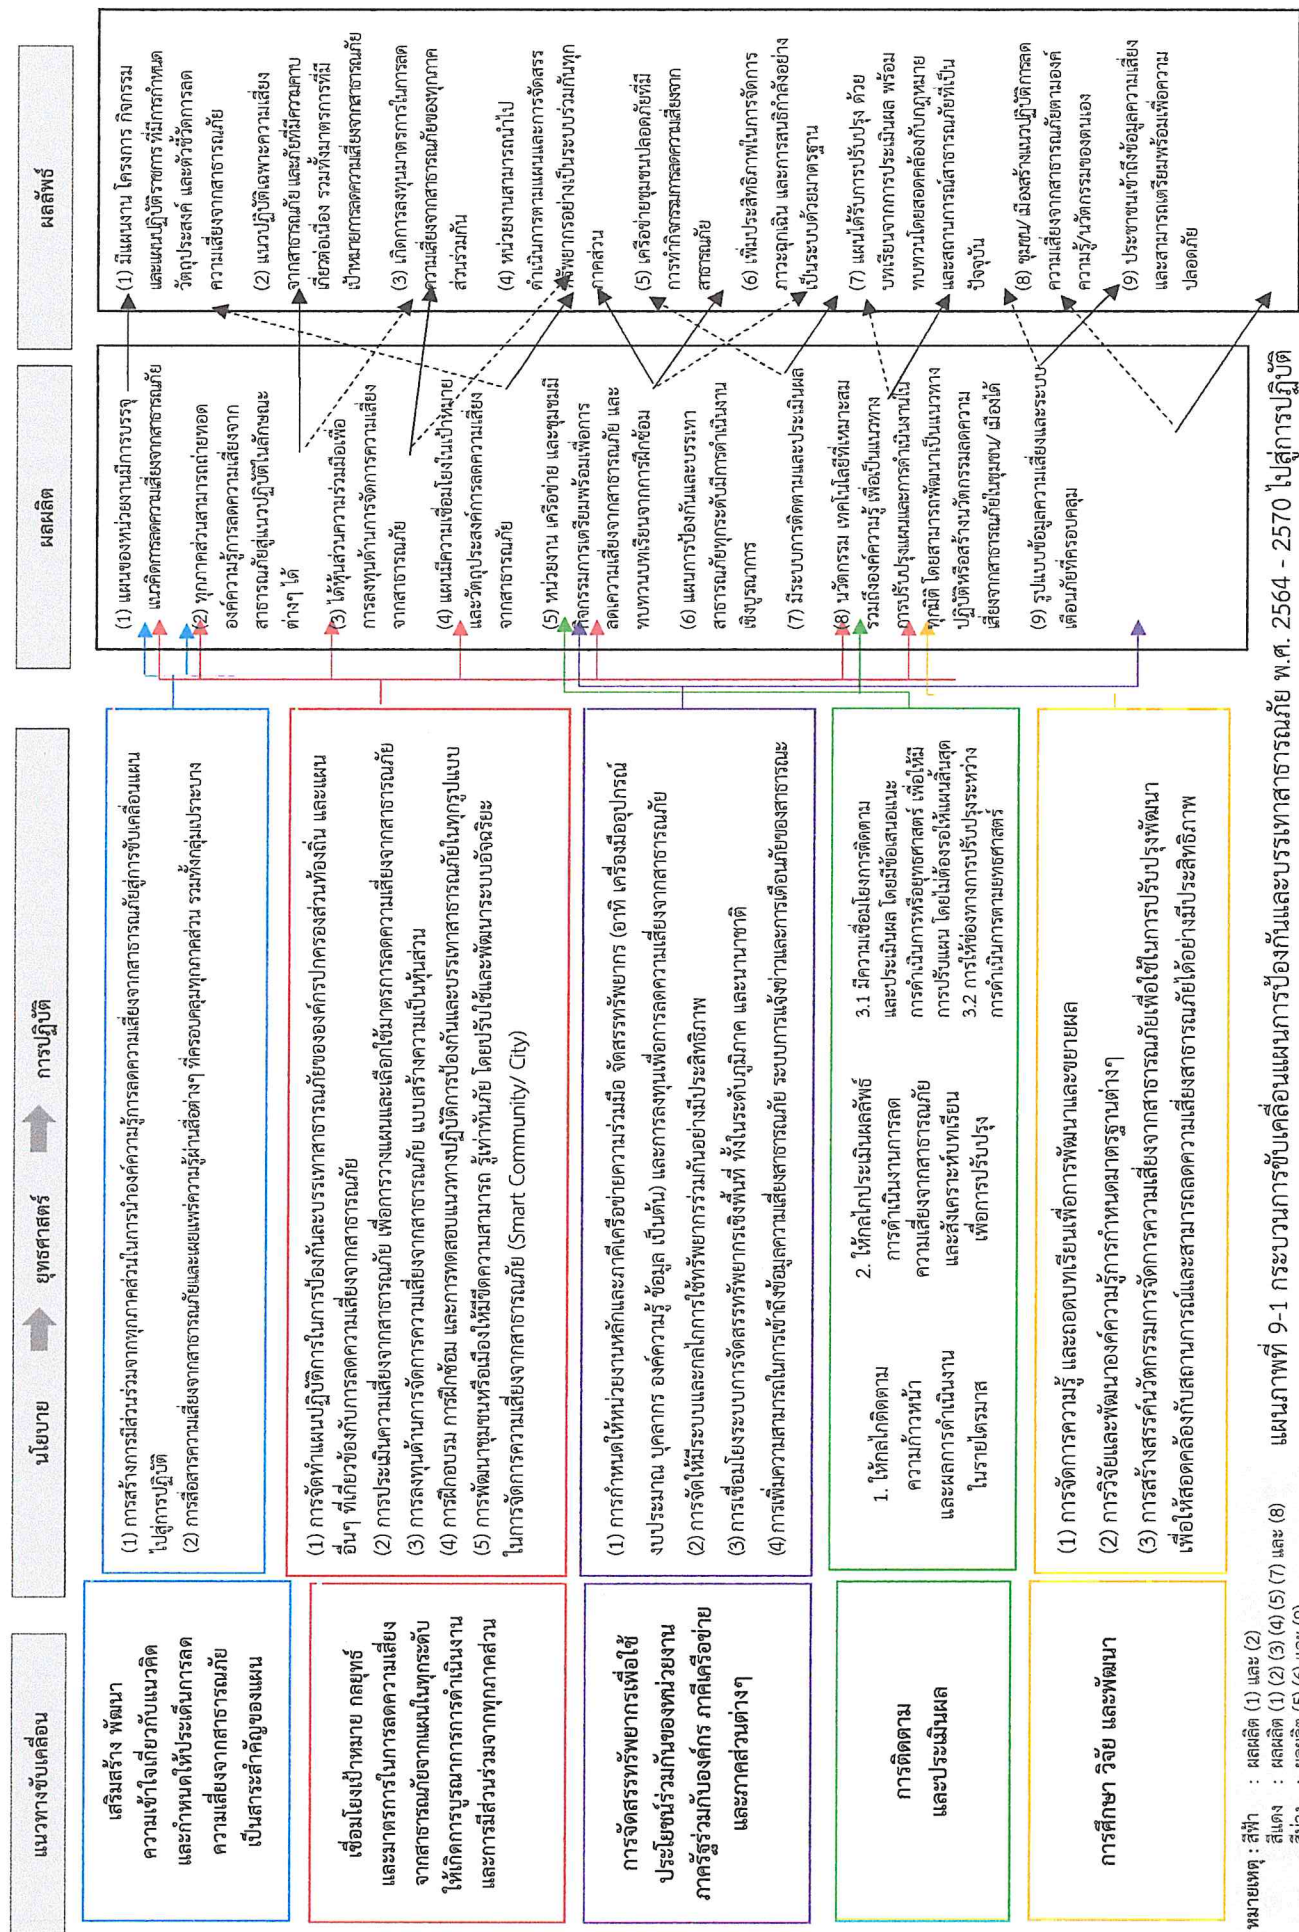 แนวทางขับเคลื่อน
นโยบาย
ยุทธศาสตร์
การปฏิบัติ
ผลผลิต
ผลลัพธ์
เสริมสร้าง พัฒนา
ความเข้าใจเกี่ยวกับแนวคิด
และกำหนดให้ประเด็นการลด
ความเสี่ยงจากสาธารณภัย
เป็นสาระสำคัญของแผน
(1) การสร้างการมีส่วนร่วมจากทุกภาคส่วนในการนำองค์ความรู้การลดความเสี่ยงจากสาธารณภัยสู่การขับเคลื่อนแผน
ไปสู่การปฏิบัติ
(2) การสื่อสารความเสี่ยงจากสาธารณภัยและเผยแพร่ความรู้ผ่านสื่อต่างๆ ที่ครอบคลุมทุกภาคส่วน รวมทั้งกลุ่มเปราะบาง
เชื่อมโยงเป้าหมาย กลยุทธ์
และมาตรการในการลดความเสี่ยง
จากสาธารณภัยจากแผนในทุกระดับ
ให้เกิดการบูรณาการการดำเนินงาน
และการมีส่วนร่วมจากทุกภาคส่วน
(1) การจัดทำแผนปฏิบัติการในการป้องกันละบรรเทาสาธารณภัยขององค์กรปกครองส่วนท้องถิ่น และแผน
อื่นๆ ที่เกี่ยวข้องกับการลดความเสี่ยงจากสาธารณภัย
(2) การประเมินความเสี่ยงจากสาธารณภัย เพื่อการวางแผนและเลือกใช้มาตรการลดความเสี่ยงจากสาธารณภัย
(3) การลงทุนด้านการจัดการความเสี่ยงจากสาธารณภัย แบบสร้างความเป็นหุ้นส่วน
(4) การฝึกอบรม การฝึกซ้อม และการทดสอบแนวทางปฏิบัติการป้องกันและบรรเทาสาธารณภัยในทุกรูปแบบ
(5) การพัฒนาชุมชนหรือเมืองให้มีขีดความสามารถ รู้เท่าทันภัย โดยปรับใช้และพัฒนาระบบอัจฉริยะ
ในการจัดการความเสี่ยงจากสาธารณภัย (Smart Community/ City)
การจัดสรรทรัพยากรเพื่อใช้
ประโยชน์ร่วมกันของหน่วยงาน
ภาครัฐร่วมกับองค์กร ภาคีเครือข่าย
และภาคส่วนต่างๆ
(1) การกำหนดให้หน่วยงานหลักและภาคีเครือข่ายความร่วมมือ จัดสรรทรัพยากร (อาทิ เครื่องมืออุปกรณ์
งบประมาณ บุคลากร องค์ความรู้ ข้อมูล เป็นต้น) และการลงทุนเพื่อการลดความเสี่ยงจากสาธารณภัย
(2) การจัดให้มีระบบและกลไกการใช้ทรัพยากรร่วมกันอย่างมีประสิทธิภาพ
(3) การเชื่อมโยงระบบการจัดสรรทรัพยากรเชิงพื้นที่ ทั้งในระดับภูมิภาค และนานาชาติ
(4) การเพิ่มความสามารถในการเข้าถึงข้อมูลความเสี่ยงสาธารณภัย ระบบการแจ้งข่าวและการเตือนภัยของสาธารณะ
การติดตาม
และประเมินผล
1. ให้กลไกติดตาม
ความก้าวหน้า
และผลการดำเนินงาน
ในรายไตรมาส
2. ให้กลไกประเมินผลลัพธ์
การดำเนินงานการลด
ความเสี่ยงจากสาธารณภัย
และสังเคราะห์บทเรียน
เพื่อการปรับปรุง
3.1 มีความเชื่อมโยงการติดตาม
และประเมินผล โดยมีข้อเสนอแนะ
การดำเนินการหรือยุทธศาสตร์ เพื่อให้มี
การปรับแผน โดยไม่ต้องรอให้แผนสิ้นสุด
3.2 การให้ช่องทางการปรับปรุงระหว่าง
การดำเนินการตามยุทธศาสตร์
การศึกษา วิจัย และพัฒนา
(1) การจัดการความรู้ และถอดบทเรียนเพื่อการพัฒนาและขยายผล
(2) การวิจัยและพัฒนาองค์ความรู้การกำหนดมาตรฐานต่างๆ
(3) การสร้างสรรค์นวัตกรรมการจัดการความเสี่ยงจากสาธารณภัยเพื่อใช้ในการปรับปรุงพัฒนา
เพื่อให้สอดคล้องกับสถานการณ์และสามารถลดความเสี่ยงสาธารณภัยได้อย่างมีประสิทธิภาพ
(1) แผนของหน่วยงานมีการบรรจุ
แนวคิดการลดความเสี่ยงจากสาธารณภัย
(2) ทุกภาคส่วนสามารถถ่ายทอด
องค์ความรู้การลดความเสี่ยงจาก
สาธารณภัยสู่แนวปฏิบัติในลักษณะ
ต่างๆ ได้
(3) ได้หุ้นส่วนความร่วมมือเพื่อ
การลงทุนด้านการจัดการความเสี่ยง
จากสาธารณภัย
(4) แผนมีความเชื่อมโยงในเป้าหมาย
และวัตถุประสงค์การลดความเสี่ยง
จากสาธารณภัย
(5) หน่วยงาน เครือข่าย และชุมชมมี
กิจกรรมการเตรียมพร้อมเพื่อการ
ลดความเสี่ยงจากสาธารณภัย และ
ทบทวนบทเรียนจากการฝึกซ้อม
(6) แผนการป้องกันและบรรเทา
สาธารณภัยทุกระดับมีการดำเนินงาน
เชิงบูรณาการ
(7) มีระบบการติดตามและประเมินผล
(8) นวัตกรรม เทคโนโลยีที่เหมาะสม
รวมถึงองค์ความรู้ เพื่อเป็นแนวทาง
การปรับปรุงแผนและการดำเนินงานใน
ทุกมิติ โดยสามารถพัฒนาเป็นแนวทาง
ปฏิบัติหรือสร้างนวัตกรรมลดความ
เสี่ยงจากสาธารณภัยในชุมชน/ เมืองได้
(9) รูปแบบข้อมูลความเสี่ยงและระบบ
เตือนภัยที่ครอบคลุม
(1) มีแผนงาน โครงการ กิจกรรม
และแผนปฏิบัติราชการ ที่มีการกำหนด
วัตถุประสงค์ และตัวชี้วัดการลด
ความเสี่ยงจากสาธารณภัย
(2) แนวปฏิบัติเฉพาะความเสี่ยง
จากสาธารณภัย และภัยที่มีความคาบ
เกี่ยวต่อเนื่อง รวมทั้งมาตรการที่มี
เป้าหมายการลดความเสี่ยงจากสาธารณภัย
(3) เกิดการลงทุนมาตรการในการลด
ความเสี่ยงจากสาธารณภัยของทุกภาค
ส่วนร่วมกัน
(4) หน่วยงานสามารถนำไป
ดำเนินการตามแผนและการจัดสรร
ทรัพยากรอย่างเป็นระบบร่วมกันทุก
ภาคส่วน
(5) เครือข่ายชุมชนปลอดภัยที่มี
การทำกิจกรรมการลดความเสี่ยงจาก
สาธารณภัย
(6) เพิ่มประสิทธิภาพในการจัดการ
ภาวะฉุกเฉิน และการสนธิกำลังอย่าง
เป็นระบบด้วยมาตรฐาน
(7) แผนได้รับการปรับปรุง ด้วย
บทเรียนจากการประเมินผล พร้อม
ทบทวนโดยสอดคล้องกับกฎหมาย
และสถานการณ์สาธารณภัยที่เป็น
ปัจจุบัน
(8) ชุมชน/ เมืองสร้างแนวปฏิบัติการลด
ความเสี่ยงจากสาธารณภัยตามองค์
ความรู้/นวัตกรรมของตนเอง
(9) ประชาชนเข้าถึงข้อมูลความเสี่ยง
และสามารถเตรียมพร้อมเพื่อความ
ปลอดภัย
หมายเหตุ : สีฟ้า : ผลผลิต (1) และ (2)
สีแดง : ผลผลิต (1) (2) (3) (4) (5) (7) และ (8)
แผนภาพที่ 9-1 กระบวนการขับเคลื่อนแผนการป้องกันและบรรเทาสาธารณภัย พ.ศ. 2564 - 2570 ไปสู่การปฏิบัติ